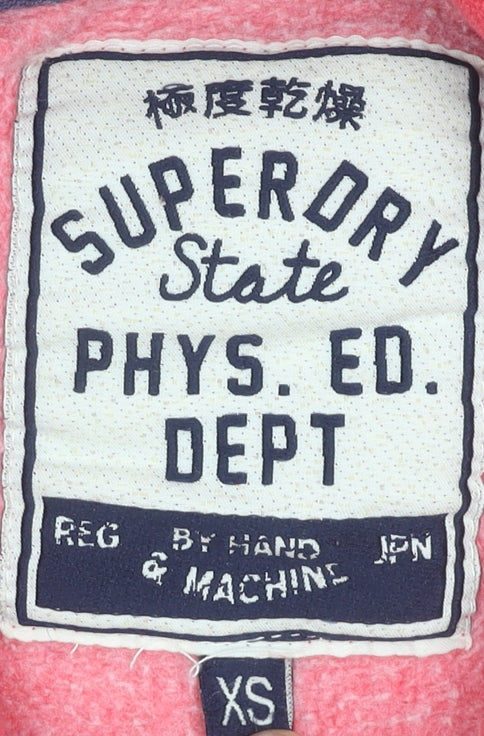 極度乾燥
SUPERDRY
State
PHYS. ED.
DEPT
REG BY HAND JPN
& MACHINE
XS